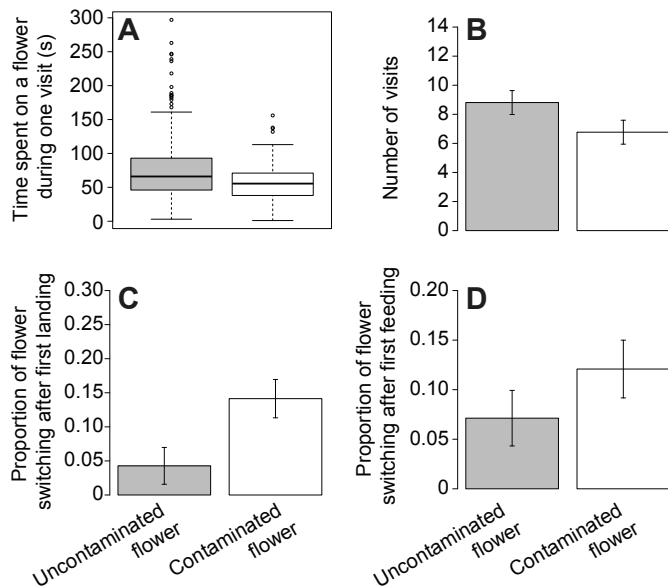 A
Time spent on a flower
during one visit (s)
300
250
200
150
100
50
0
B
Number of visits
14
12
10
8
6
4
2
0
C
Proportion of flower
switching after first landing
0.30
0.25
0.20
0.15
0.10
0.05
0
Uncontaminated
flower
Contaminated
flower
D
Proportion of flower
switching after first feeding
0.20
0.15
0.10
0.05
0
Uncontaminated
flower
Contaminated
flower